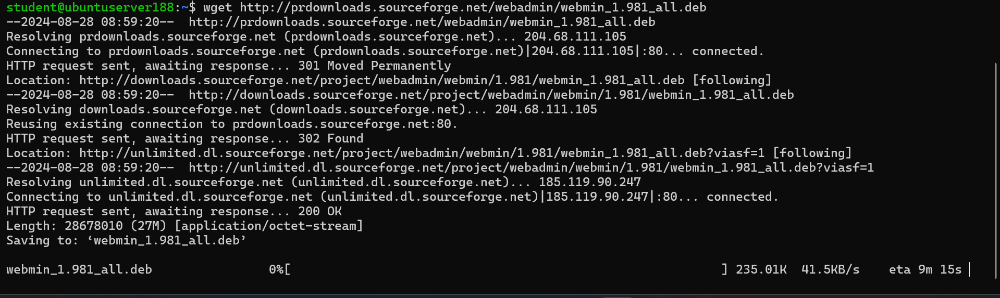 student@ubuntuserver188:~$ wget http://prdownloads.sourceforge.net/webadmin/webmin_1.981_all.deb
--2024-08-28 08:59:20--  http://prdownloads.sourceforge.net/webadmin/webmin_1.981_all.deb
Resolving prdownloads.sourceforge.net (prdownloads.sourceforge.net)... 204.68.111.105
Connecting to prdownloads.sourceforge.net (prdownloads.sourceforge.net)|204.68.111.105|:80... connected.
HTTP request sent, awaiting response... 301 Moved Permanently
Location: http://downloads.sourceforge.net/project/webadmin/webmin/1.981/webmin_1.981_all.deb [following]
--2024-08-28 08:59:20--  http://downloads.sourceforge.net/project/webadmin/webmin/1.981/webmin_1.981_all.deb
Resolving downloads.sourceforge.net (downloads.sourceforge.net)... 204.68.111.105
Reusing existing connection to prdownloads.sourceforge.net:80.
HTTP request sent, awaiting response... 302 Found
Location: http://unlimited.dl.sourceforge.net/project/webadmin/webmin/1.981/webmin_1.981_all.deb?viasf=1 [following]
--2024-08-28 08:59:20--  http://unlimited.dl.sourceforge.net/project/webadmin/webmin/1.981/webmin_1.981_all.deb?viasf=1
Resolving unlimited.dl.sourceforge.net (unlimited.dl.sourceforge.net)... 185.119.90.247
Connecting to unlimited.dl.sourceforge.net (unlimited.dl.sourceforge.net)|185.119.90.247|:80... connected.
HTTP request sent, awaiting response... 200 OK
Length: 28678010 (27M) [application/octet-stream]
Saving to: ‘webmin_1.981_all.deb’
webmin_1.981_all.deb                0%[                                                           ] 235.01K  41.5KB/s    eta 9m 15s